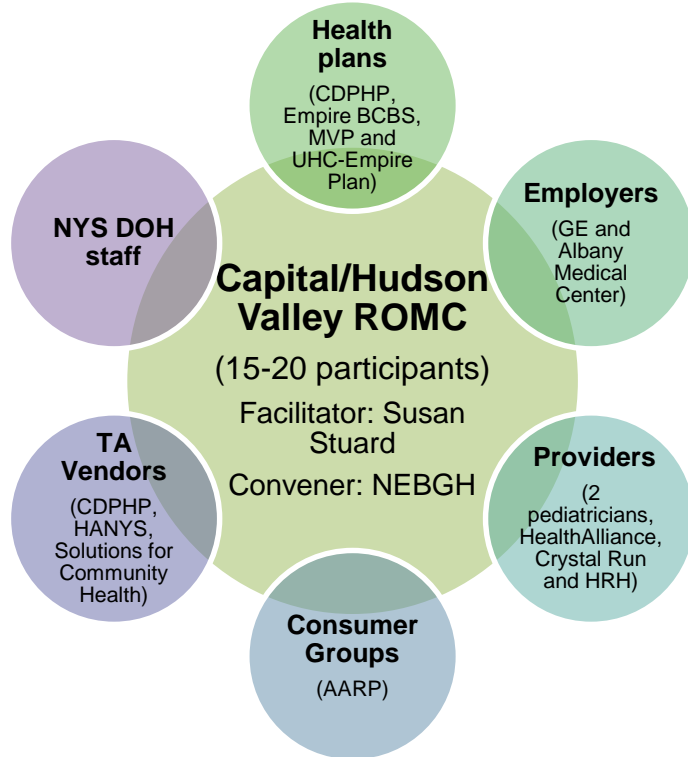 Health
plans
(CDPHP,
Empire BCBS,
MVP and
UHC-Empire
Plan)
NYS DOH
staff
Employers
(GE and
Albany
Medical
Center)
Capital/Hudson
Valley ROMC
(15-20 participants)
Facilitator: Susan
Stuard
Convener: NEBGH
TA
Vendors
(CDPHP,
HANYS,
Solutions for
Community
Health)
Providers
(2
pediatricians,
HealthAlliance,
Crystal Run
and HRH)
Consumer
Groups
(AARP)